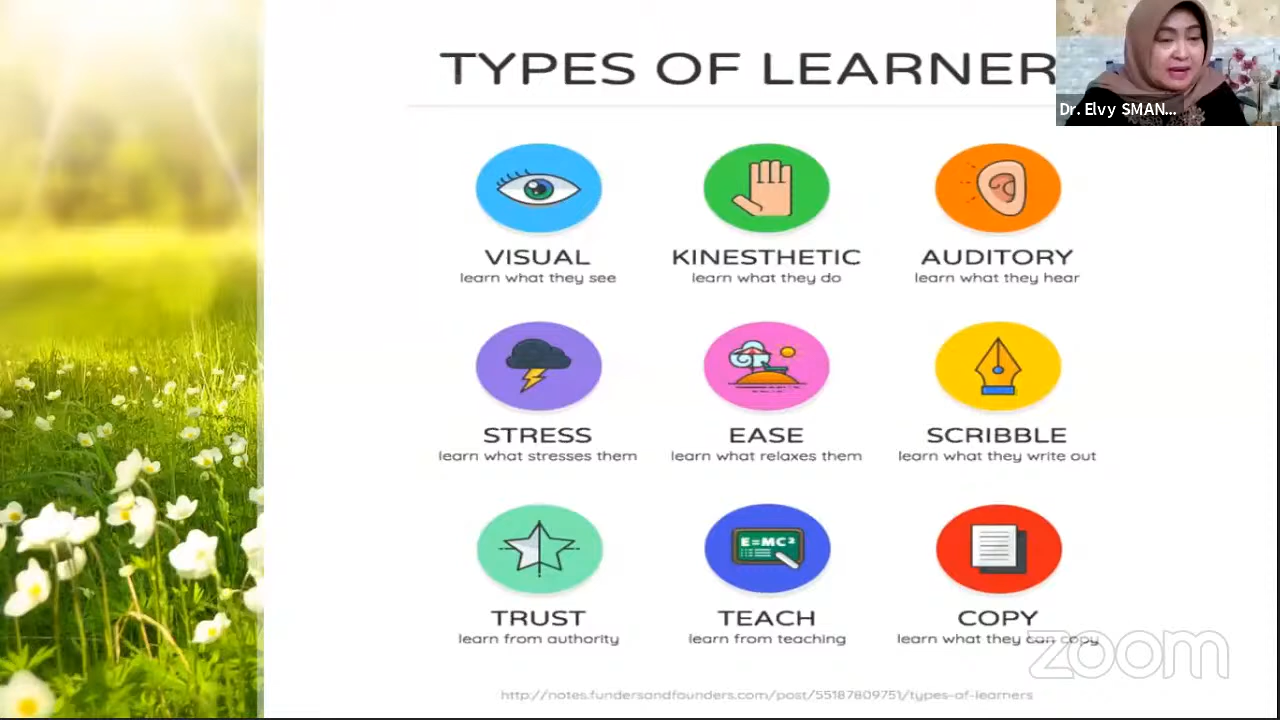 TYPES OF LEARNER
Dr. Elvy SMAN...
VISUAL
learn what they see
KINESTHETIC
learn what they do
AUDITORY
learn what they hear
STRESS
learn what stresses them
EASE
learn what relaxes them
SCRIBBLE
learn what they write out
TRUST
learn from authority
E=MC²
TEACH
learn from teaching
COPY
learn what they can copy
zoom
http://notes.fundersandfounders.com/post/55187809751/types-of-learners